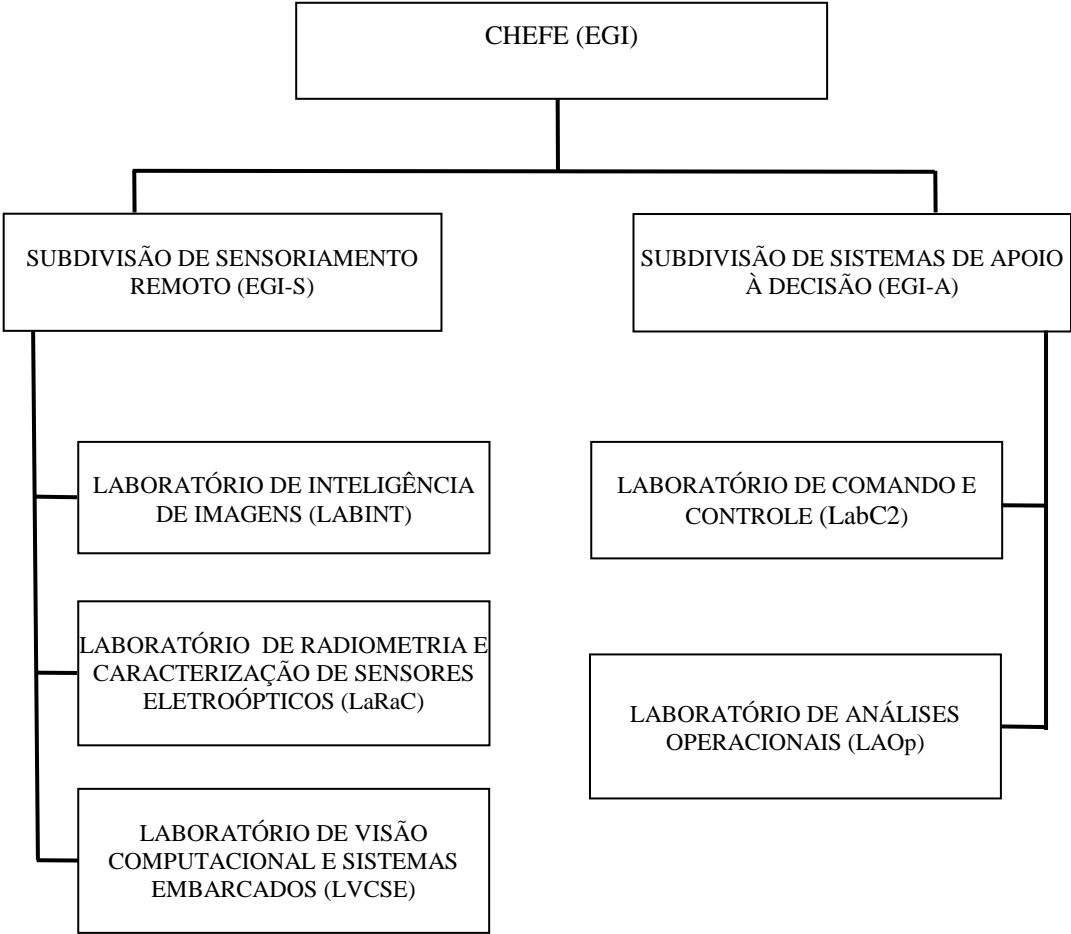 CHEFE (EGI)
SUBDIVISÃO DE SENSORIAMENTO
REMOTO (EGI-S)
SUBDIVISÃO DE SISTEMAS DE APOIO
À DECISÃO (EGI-A)
LABORATÓRIO DE INTELIGÊNCIA
DE IMAGENS (LABINT)
LABORATÓRIO DE RADIOMETRIA E
CARACTERIZAÇÃO DE SENSORES
ELETROÓPTICOS (LaRaC)
LABORATÓRIO DE VISÃO
COMPUTACIONAL E SISTEMAS
EMBARCADOS (LVCSE)
LABORATÓRIO DE COMANDO E
CONTROLE (LabC2)
LABORATÓRIO DE ANÁLISES
OPERACIONAIS (LAOp)